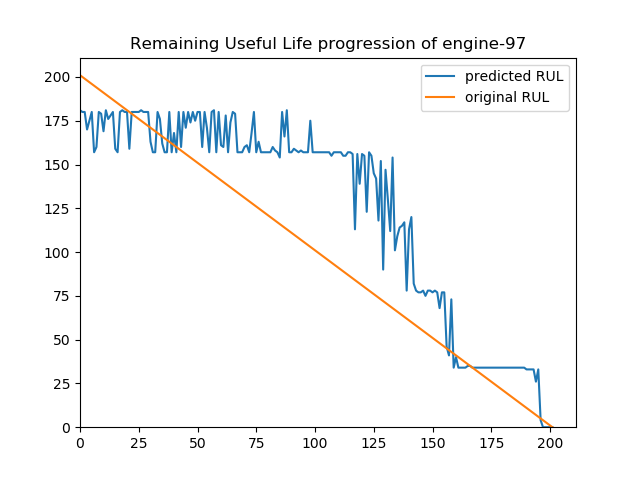 Remaining Useful Life progression of engine-97
predicted RUL
original RUL
200
175
150
125
100
75
50
25
0
0 25 50 75 100 125 150 175 200